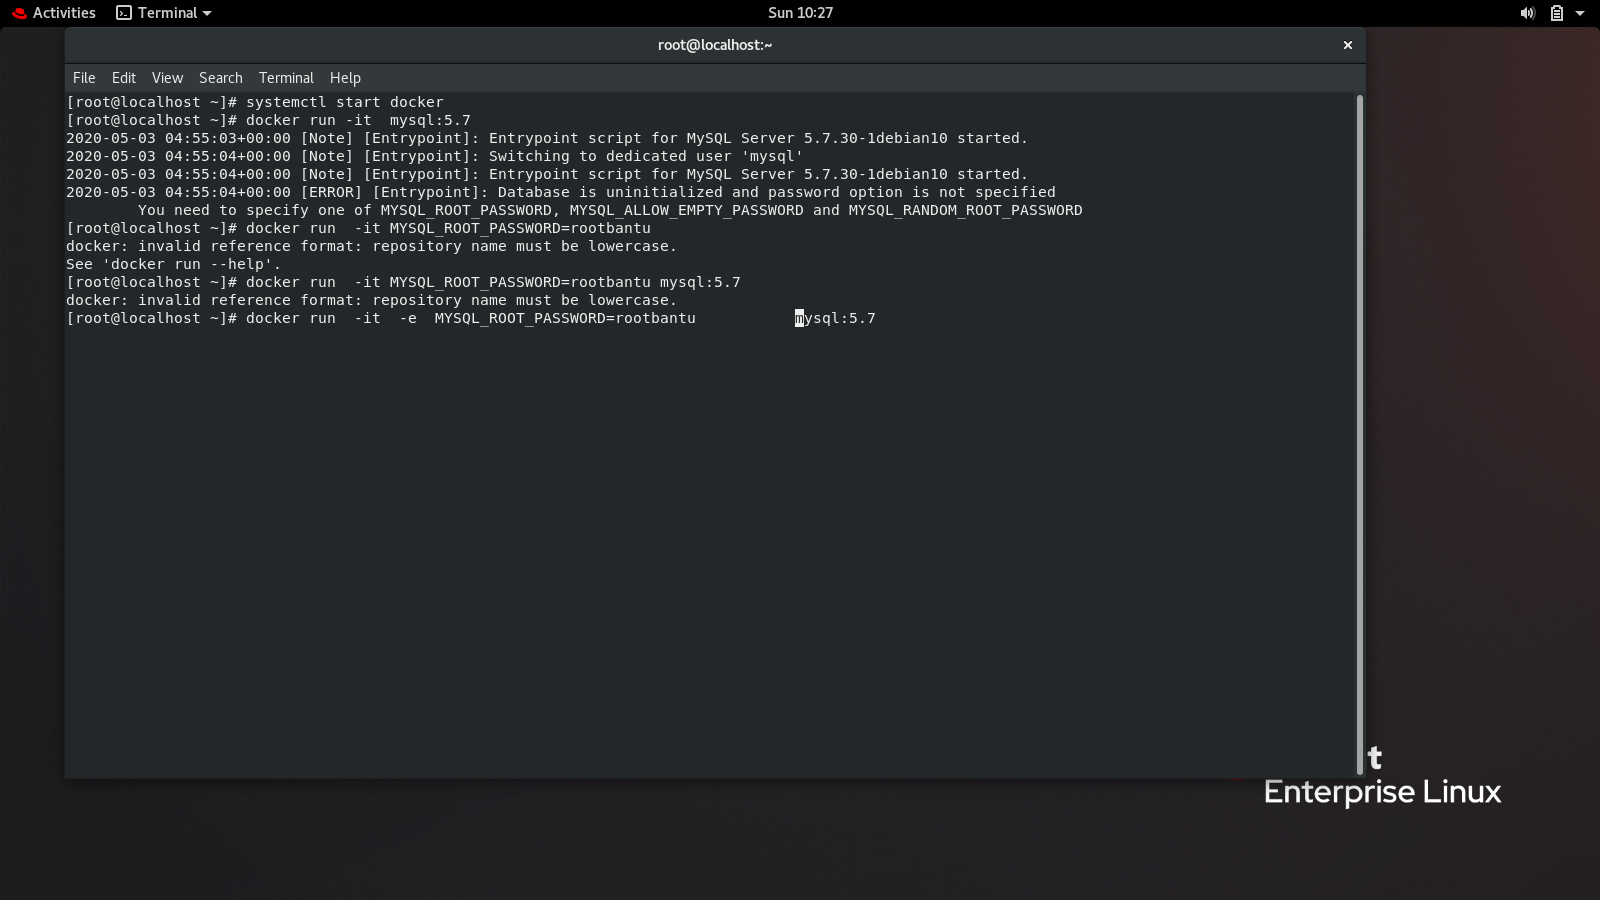 Activities Terminal Sun 10:27
root@localhost:~ ×
File Edit View Search Terminal Help
[root@localhost ~]# systemctl start docker
[root@localhost ~]# docker run -it  mysql:5.7
2020-05-03 04:55:03+00:00 [Note] [Entrypoint]: Entrypoint script for MySQL Server 5.7.30-1debian10 started.
2020-05-03 04:55:04+00:00 [Note] [Entrypoint]: Switching to dedicated user 'mysql'
2020-05-03 04:55:04+00:00 [Note] [Entrypoint]: Entrypoint script for MySQL Server 5.7.30-1debian10 started.
2020-05-03 04:55:04+00:00 [ERROR] [Entrypoint]: Database is uninitialized and password option is not specified
        You need to specify one of MYSQL_ROOT_PASSWORD, MYSQL_ALLOW_EMPTY_PASSWORD and MYSQL_RANDOM_ROOT_PASSWORD
[root@localhost ~]# docker run  -it MYSQL_ROOT_PASSWORD=rootbantu
docker: invalid reference format: repository name must be lowercase.
See 'docker run --help'.
[root@localhost ~]# docker run  -it MYSQL_ROOT_PASSWORD=rootbantu mysql:5.7
docker: invalid reference format: repository name must be lowercase.
[root@localhost ~]# docker run  -it  -e  MYSQL_ROOT_PASSWORD=rootbantu           mysql:5.7
t
Enterprise Linux